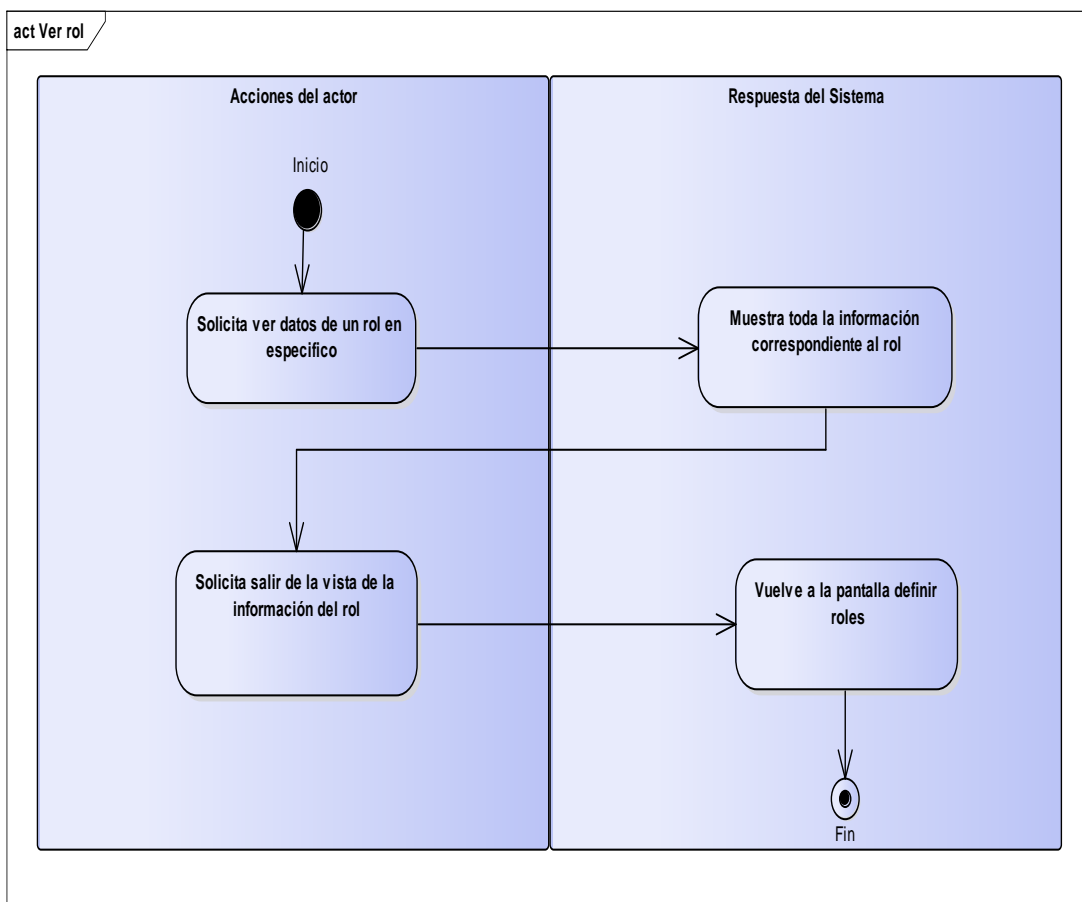 act Ver rol
Acciones del actor
Respuesta del Sistema
Inicio
Solicita ver datos de un rol en
especifico
Muestra toda la información
correspondiente al rol
Solicita salir de la vista de la
información del rol
Vuelve a la pantalla definir
roles
Fin